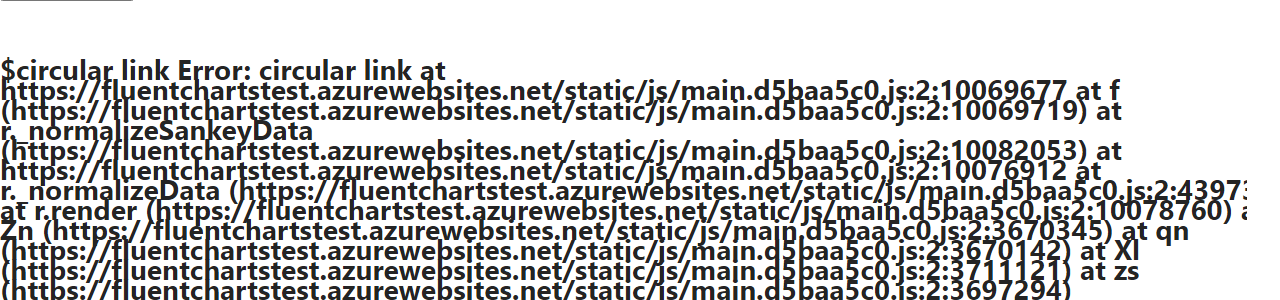 $circular link Error: circular link at
https://fluentchartstest.azurewebsites.net/static/js/main.d5baa5c0.js:2:10069677 at f
(https://fluentchartstest.azurewebsites.net/static/js/main.d5baa5c0.js:2:10069719) at
r._normalizeSankeyData
(https://fluentchartstest.azurewebsites.net/static/js/main.d5baa5c0.js:2:10082053) at
https://fluentchartstest.azurewebsites.net/static/js/main.d5baa5c0.js:2:10076912 at
r._normalizeData (https://fluentchartstest.azurewebsites.net/static/js/main.d5baa5c0.js:2:43973
at r.render (https://fluentchartstest.azurewebsites.net/static/js/main.d5baa5c0.js:2:10078760) a
Zn (https://fluentchartstest.azurewebsites.net/static/js/main.d5baa5c0.js:2:3670345) at qn
(https://fluentchartstest.azurewebsites.net/static/js/main.d5baa5c0.js:2:3670142) at Xl
(https://fluentchartstest.azurewebsites.net/static/js/main.d5baa5c0.js:2:3711121) at zs
(https://fluentchartstest.azurewebsites.net/static/js/main.d5baa5c0.js:2:3697294)